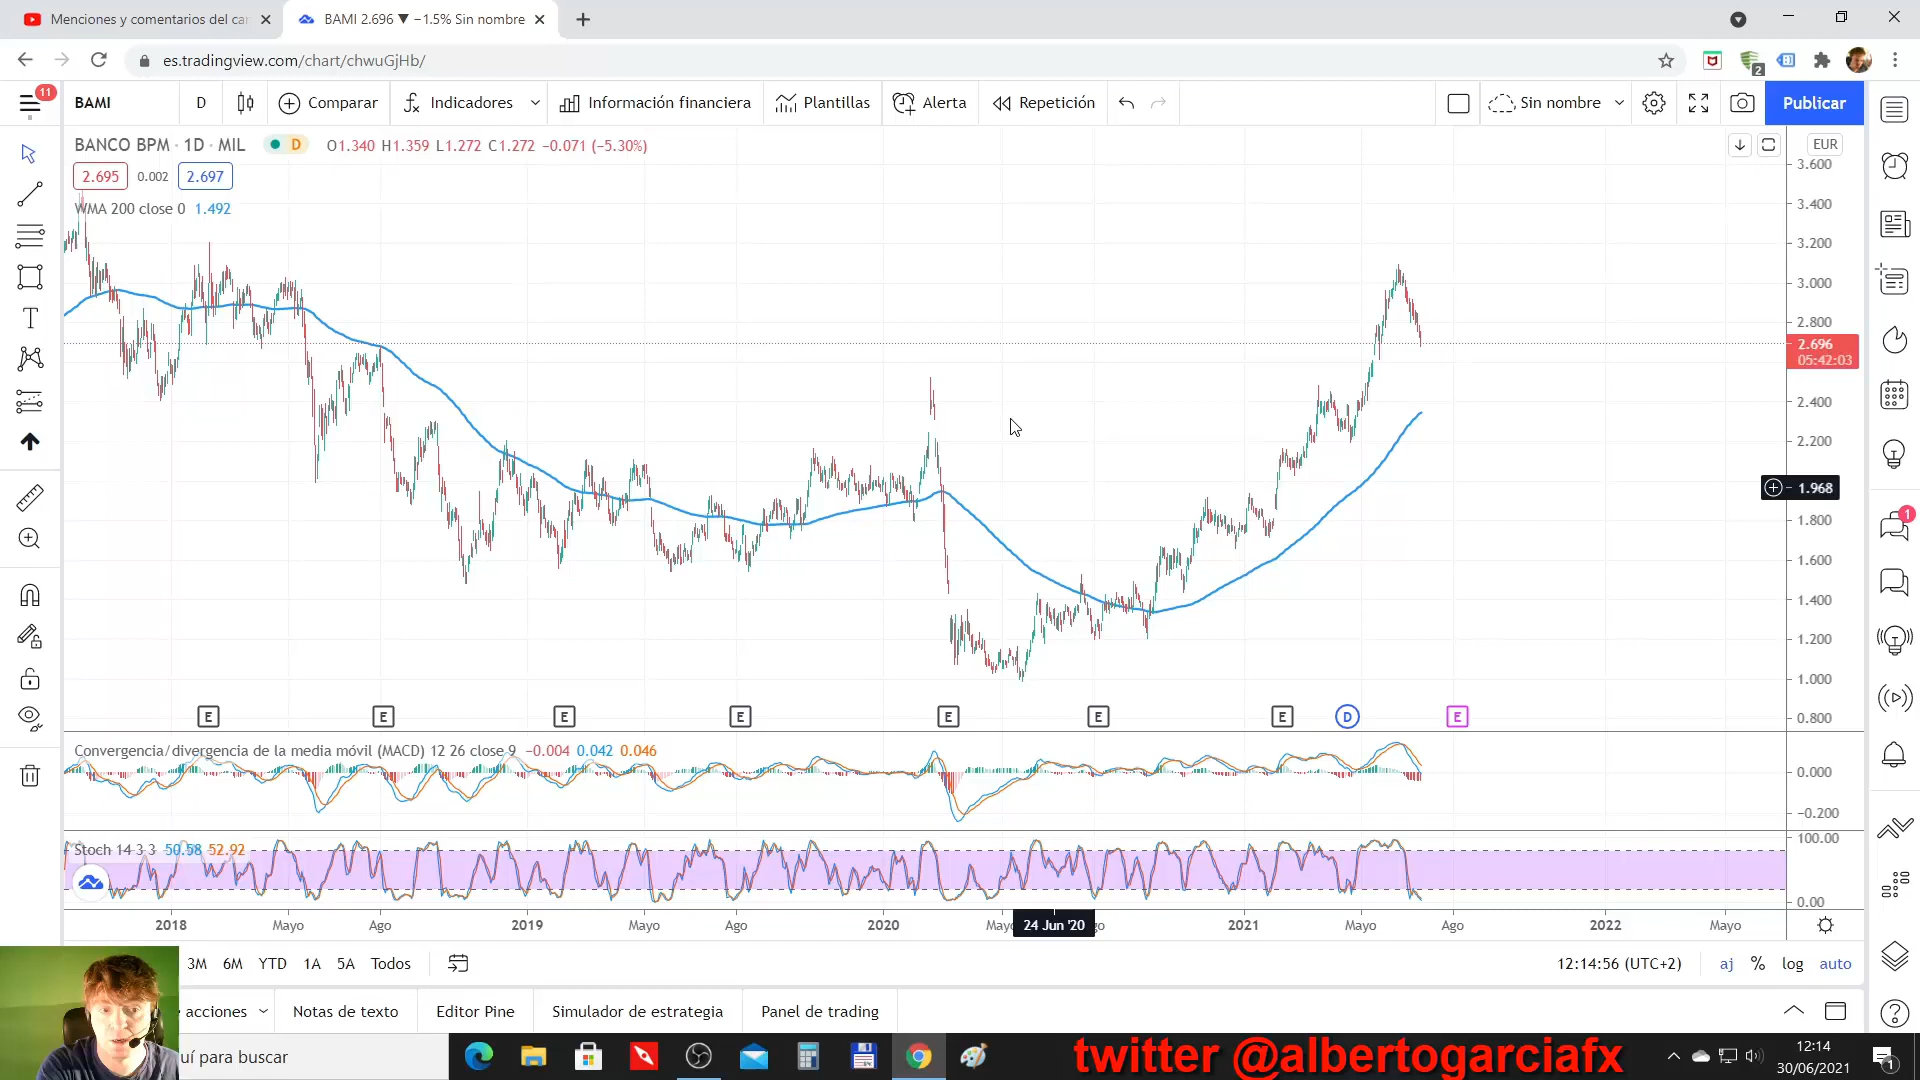 Menciones y comentarios del car
BAMI 2.696 ▼ −1.5% Sin nombre
es.tradingview.com/chart/chwuGjHb/
2
11
BAMI
D
Comparar
Indicadores
Información financiera
Plantillas
Alerta
Repetición
Sin nombre
Publicar
BANCO BPM · 1D · MIL
D
O1.340 H1.359 L1.272 C1.272 −0.071 (−5.30%)
EUR
2.695
0.002
2.697
WMA 200 close 0 1.492
3.600
3.400
3.200
3.000
2.800
2.696
05:42:03
2.400
2.200
1.968
1.800
1.600
1.400
1.200
1.000
0.800
1
E
E
E
E
E
E
E
D
E
Convergencia/divergencia de la media móvil (MACD) 12 26 close 9 −0.004 0.042 0.046
0.000
−0.200
Stoch 14 3 3 50.58 52.92
100.00
0.00
2018
Mayo
Ago
2019
Mayo
Ago
2020
Mayo
24 Jun '20
go
2021
Mayo
Ago
2022
Mayo
3M
6M
YTD
1A
5A
Todos
12:14:56 (UTC+2)
aj
%
log
auto
acciones
Notas de texto
Editor Pine
Simulador de estrategia
Panel de trading
uí para buscar
twitter @albertogarciafx
12:14
30/06/2021
1